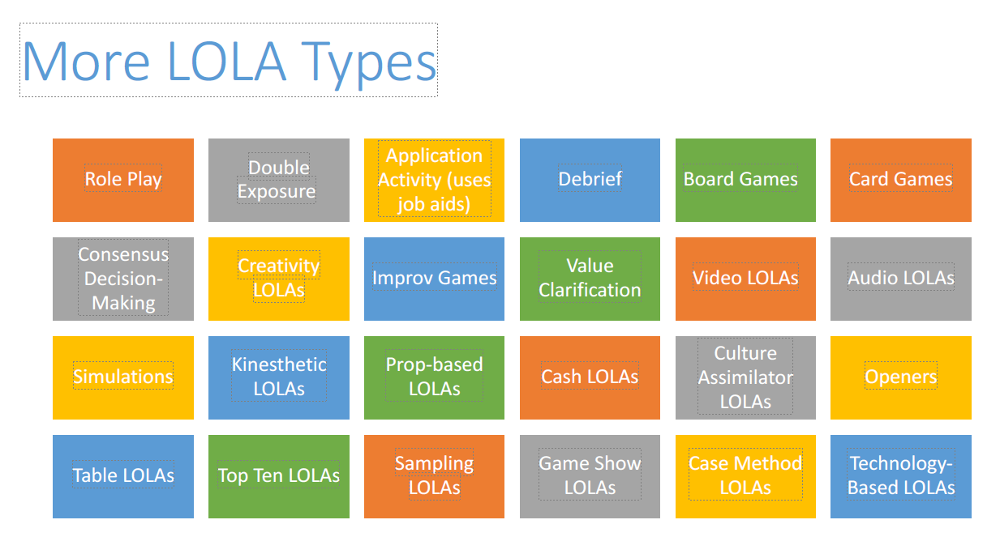 More LOLA Types
Role Play
Double
Exposure
Application
Activity (uses
job aids)
Debrief
Board Games
Card Games
Consensus
Decision-
Making
Creativity
LOLAs
Improv Games
Value
Clarification
Video LOLAs
Audio LOLAs
Simulations
Kinesthetic
LOLAs
Prop-based
LOLAs
Cash LOLAs
Culture
Assimilator
LOLAs
Openers
Table LOLAs
Top Ten LOLAs
Sampling
LOLAs
Game Show
LOLAs
Case Method
LOLAs
Technology-
Based LOLAs